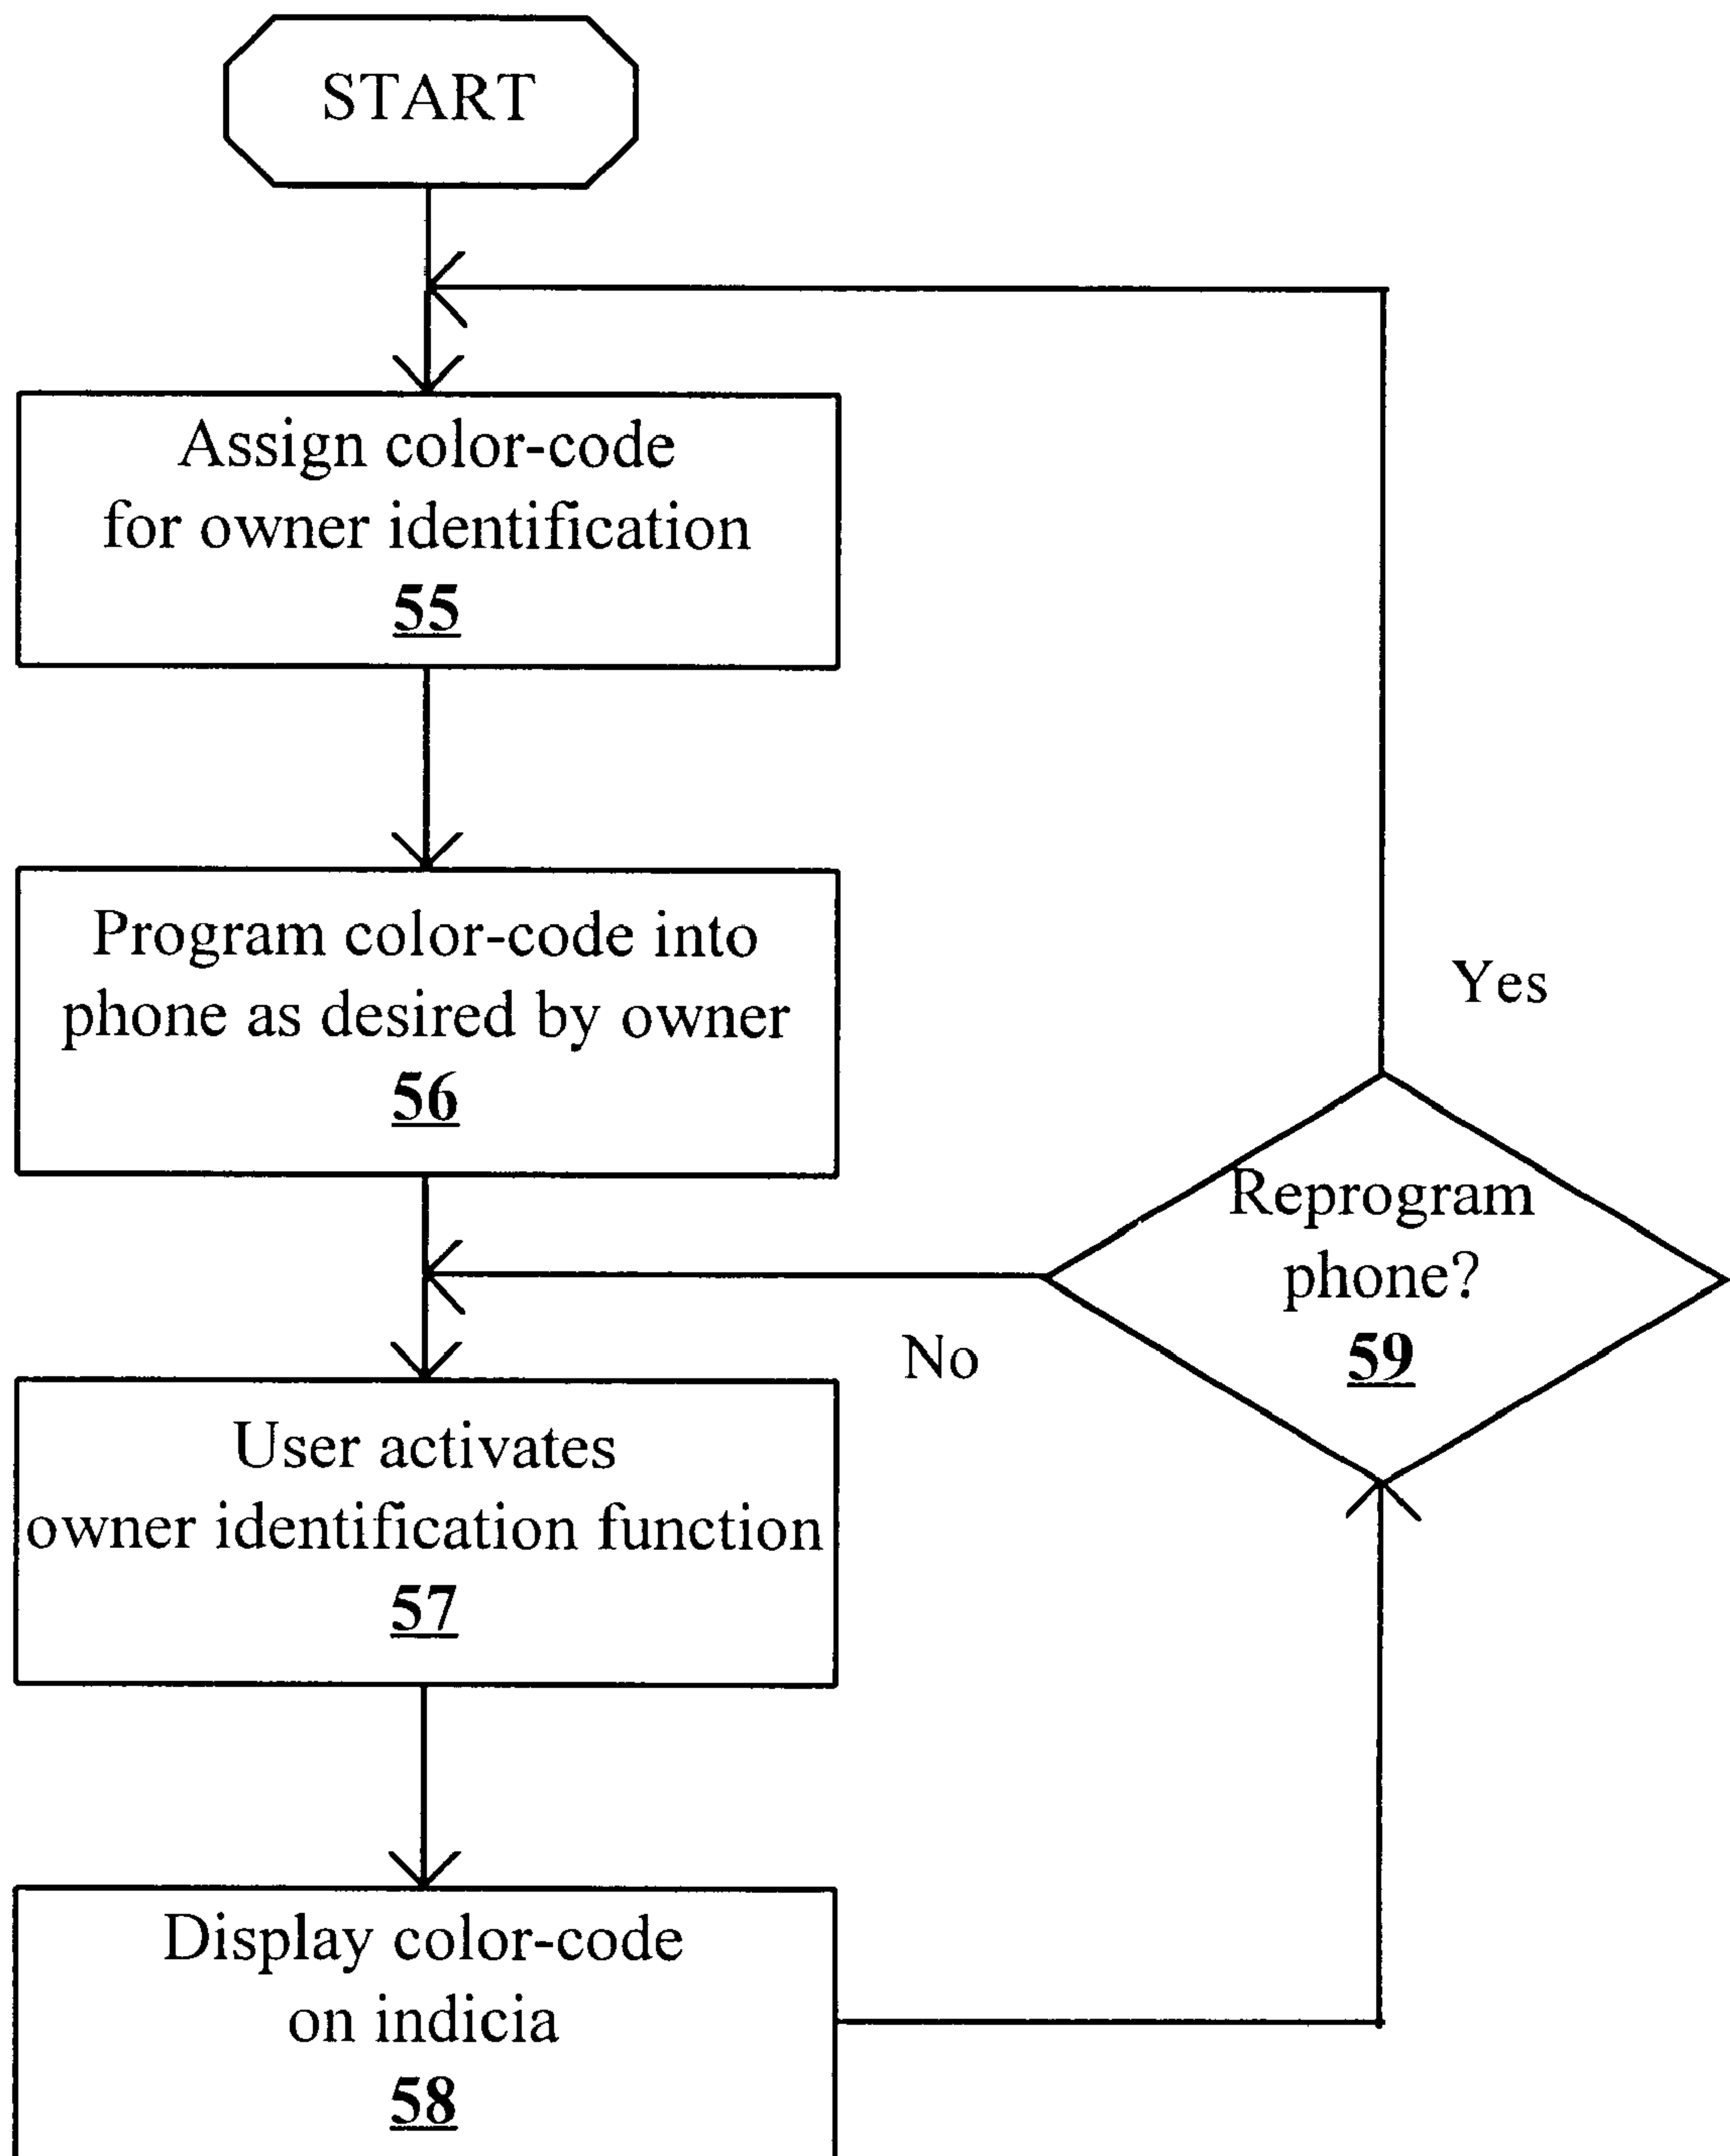 START
Assign color-code
for owner identification
55
Program color-code into
phone as desired by owner
56
Yes
Reprogram
phone?
59
No
User activates
owner identification function
57
Display color-code
on indicia
58